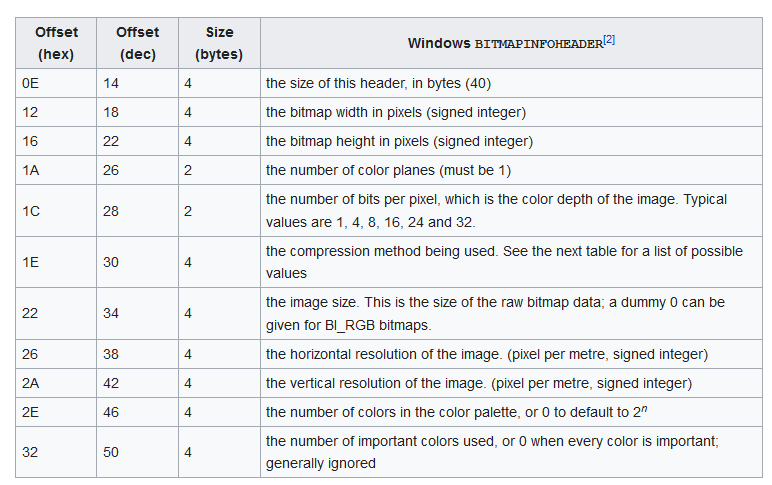 Offset Offset Size Windows BITMAPINFOHEADER[2]
(hex) (dec) (bytes)
0E 14 4 the size of this header, in bytes (40)
12 18 4 the bitmap width in pixels (signed integer)
16 22 4 the bitmap height in pixels (signed integer)
1A 26 2 the number of color planes (must be 1)
1C 28 2 the number of bits per pixel, which is the color depth of the image. Typical
values are 1, 4, 8, 16, 24 and 32.
1E 30 4 the compression method being used. See the next table for a list of possible
values
22 34 4 the image size. This is the size of the raw bitmap data; a dummy 0 can be
given for BI_RGB bitmaps.
26 38 4 the horizontal resolution of the image. (pixel per metre, signed integer)
2A 42 4 the vertical resolution of the image. (pixel per metre, signed integer)
2E 46 4 the number of colors in the color palette, or 0 to default to 2ⁿ
32 50 4 the number of important colors used, or 0 when every color is important;
generally ignored